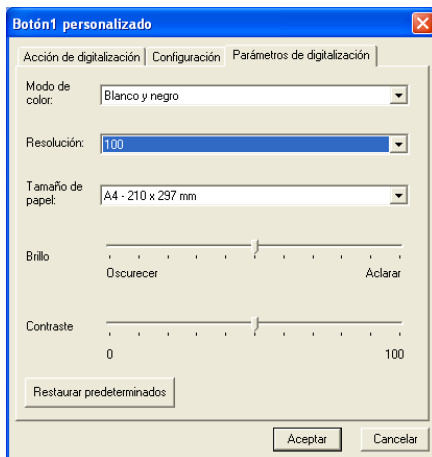 Botón1 personalizado
Acción de digitalización Configuración Parámetros de digitalización
Modo de
color:
Blanco y negro
Resolución:
100
Tamaño de
papel:
A4 - 210 x 297 mm
Brillo
Oscurecer Aclarar
Contraste
0 100
Restaurar predeterminados
Aceptar Cancelar